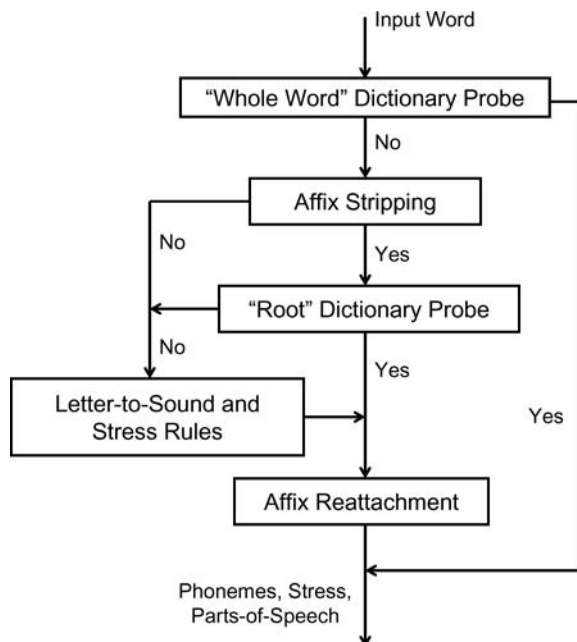 Input Word
“Whole Word” Dictionary Probe
No
Affix Stripping
No
Yes
“Root” Dictionary Probe
No
Yes
Letter-to-Sound and
Stress Rules
Yes
Affix Reattachment
Phonemes, Stress,
Parts-of-Speech